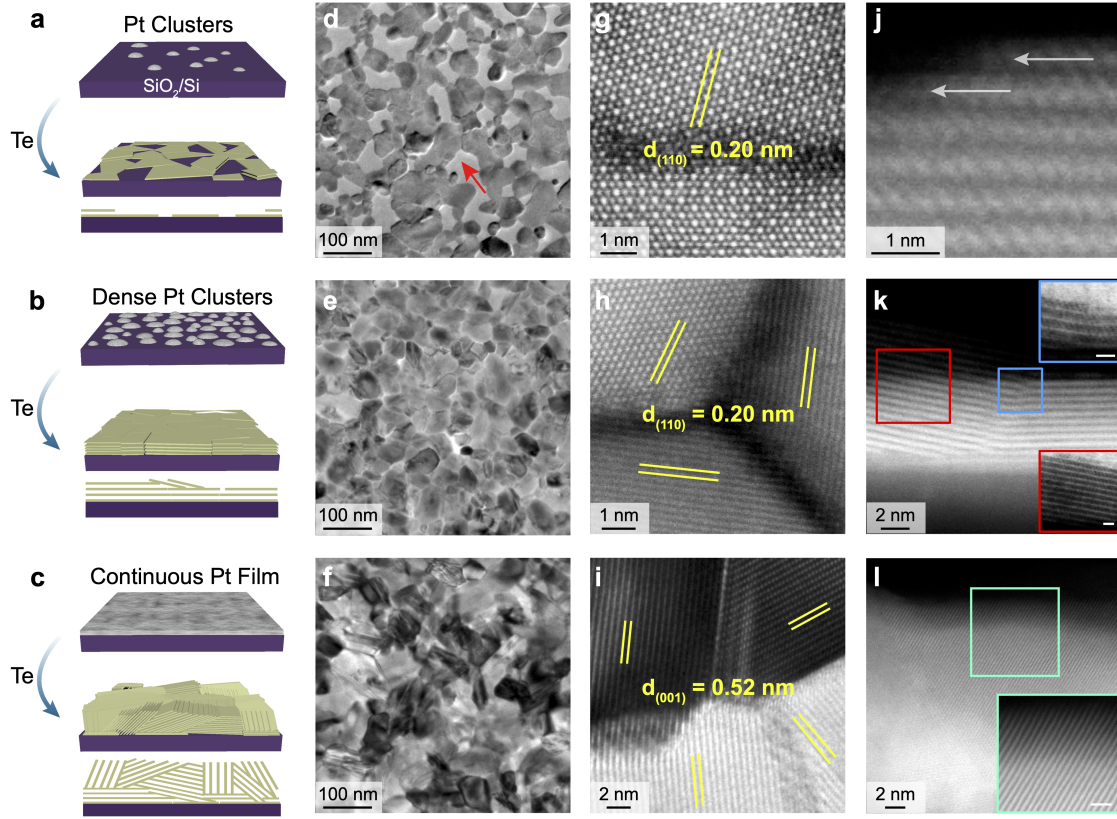 a
Pt Clusters
SiO₂/Si
Te
d
100 nm
g
d(110) = 0.20 nm
1 nm
j
1 nm
b
Dense Pt Clusters
Te
e
100 nm
h
d(110) = 0.20 nm
1 nm
k
2 nm
c
Continuous Pt Film
Te
f
100 nm
i
d(001) = 0.52 nm
2 nm
l
2 nm